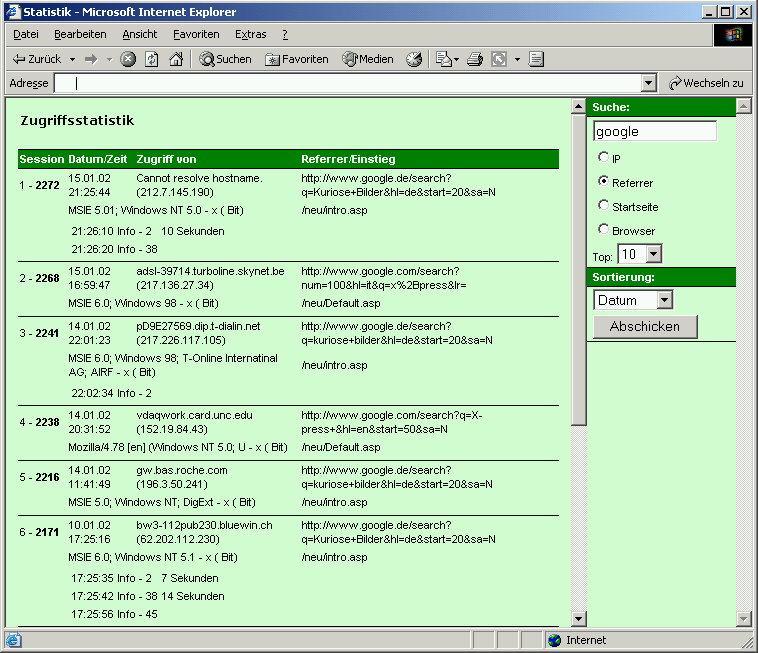 Statistik - Microsoft Internet Explorer
Datei Bearbeiten Ansicht Favoriten Extras ?
Zurück Suchen Favoriten Medien
Adresse Wechseln zu
Zugriffsstatistik
Session Datum/Zeit Zugriff von Referrer/Einstieg
1 - 2272 15.01.02 Cannot resolve hostname. http://www.google.de/search?
21:25:44 (212.7.145.190) q=Kuriose+Bilder&hl=de&start=20&sa=N
MSIE 5.01; Windows NT 5.0 - x ( Bit) /neu/intro.asp
21:26:10 Info - 2 10 Sekunden
21:26:20 Info - 38
2 - 2268 15.01.02 adsl-39714.turboline.skynet.be http://www.google.com/search?
16:59:47 (217.136.27.34) num=100&hl=it&q=x%2Bpress&lr=
MSIE 6.0; Windows 98 - x ( Bit) /neu/Default.asp
3 - 2241 14.01.02 pD9E27569.dip.t-dialin.net http://www.google.de/search?
22:01:23 (217.226.117.105) q=kuriose+bilder&hl=de&start=20&sa=N
MSIE 6.0; Windows 98; T-Online Internatinal
AG; AIRF - x ( Bit) /neu/intro.asp
22:02:34 Info - 2
4 - 2238 14.01.02 vdaqwork.card.unc.edu http://www.google.com/search?q=X-
20:31:52 (152.19.84.43) press+&hl=en&start=50&sa=N
Mozilla/4.78 [en] (Windows NT 5.0; U - x ( Bit) /neu/Default.asp
5 - 2216 14.01.02 gw.bas.roche.com http://www.google.de/search?
11:41:49 (196.3.50.241) q=kuriose+bilder&hl=de&start=20&sa=N
MSIE 5.0; Windows NT; DigExt - x ( Bit) /neu/intro.asp
6 - 2171 10.01.02 bw3-112pub230.bluewin.ch http://www.google.de/search?
17:25:16 (62.202.112.230) q=Kuriose+Bilder&hl=de&start=20&sa=N
MSIE 6.0; Windows NT 5.1 - x ( Bit) /neu/intro.asp
17:25:35 Info - 2 7 Sekunden
17:25:42 Info - 38 14 Sekunden
17:25:56 Info - 45
Suche:
google
IP
Referrer
Startseite
Browser
Top: 10
Sortierung:
Datum
Abschicken
Internet